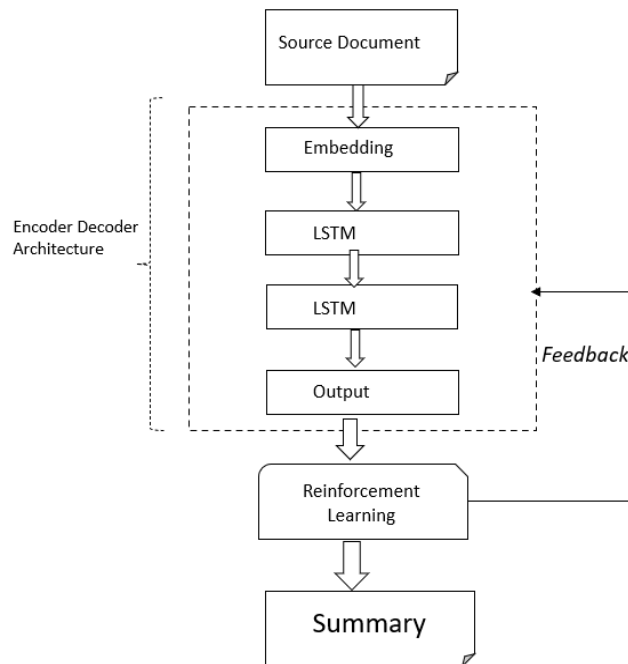 Source Document
Embedding
Encoder Decoder
Architecture
LSTM
LSTM
Feedback
Output
Reinforcement
Learning
Summary